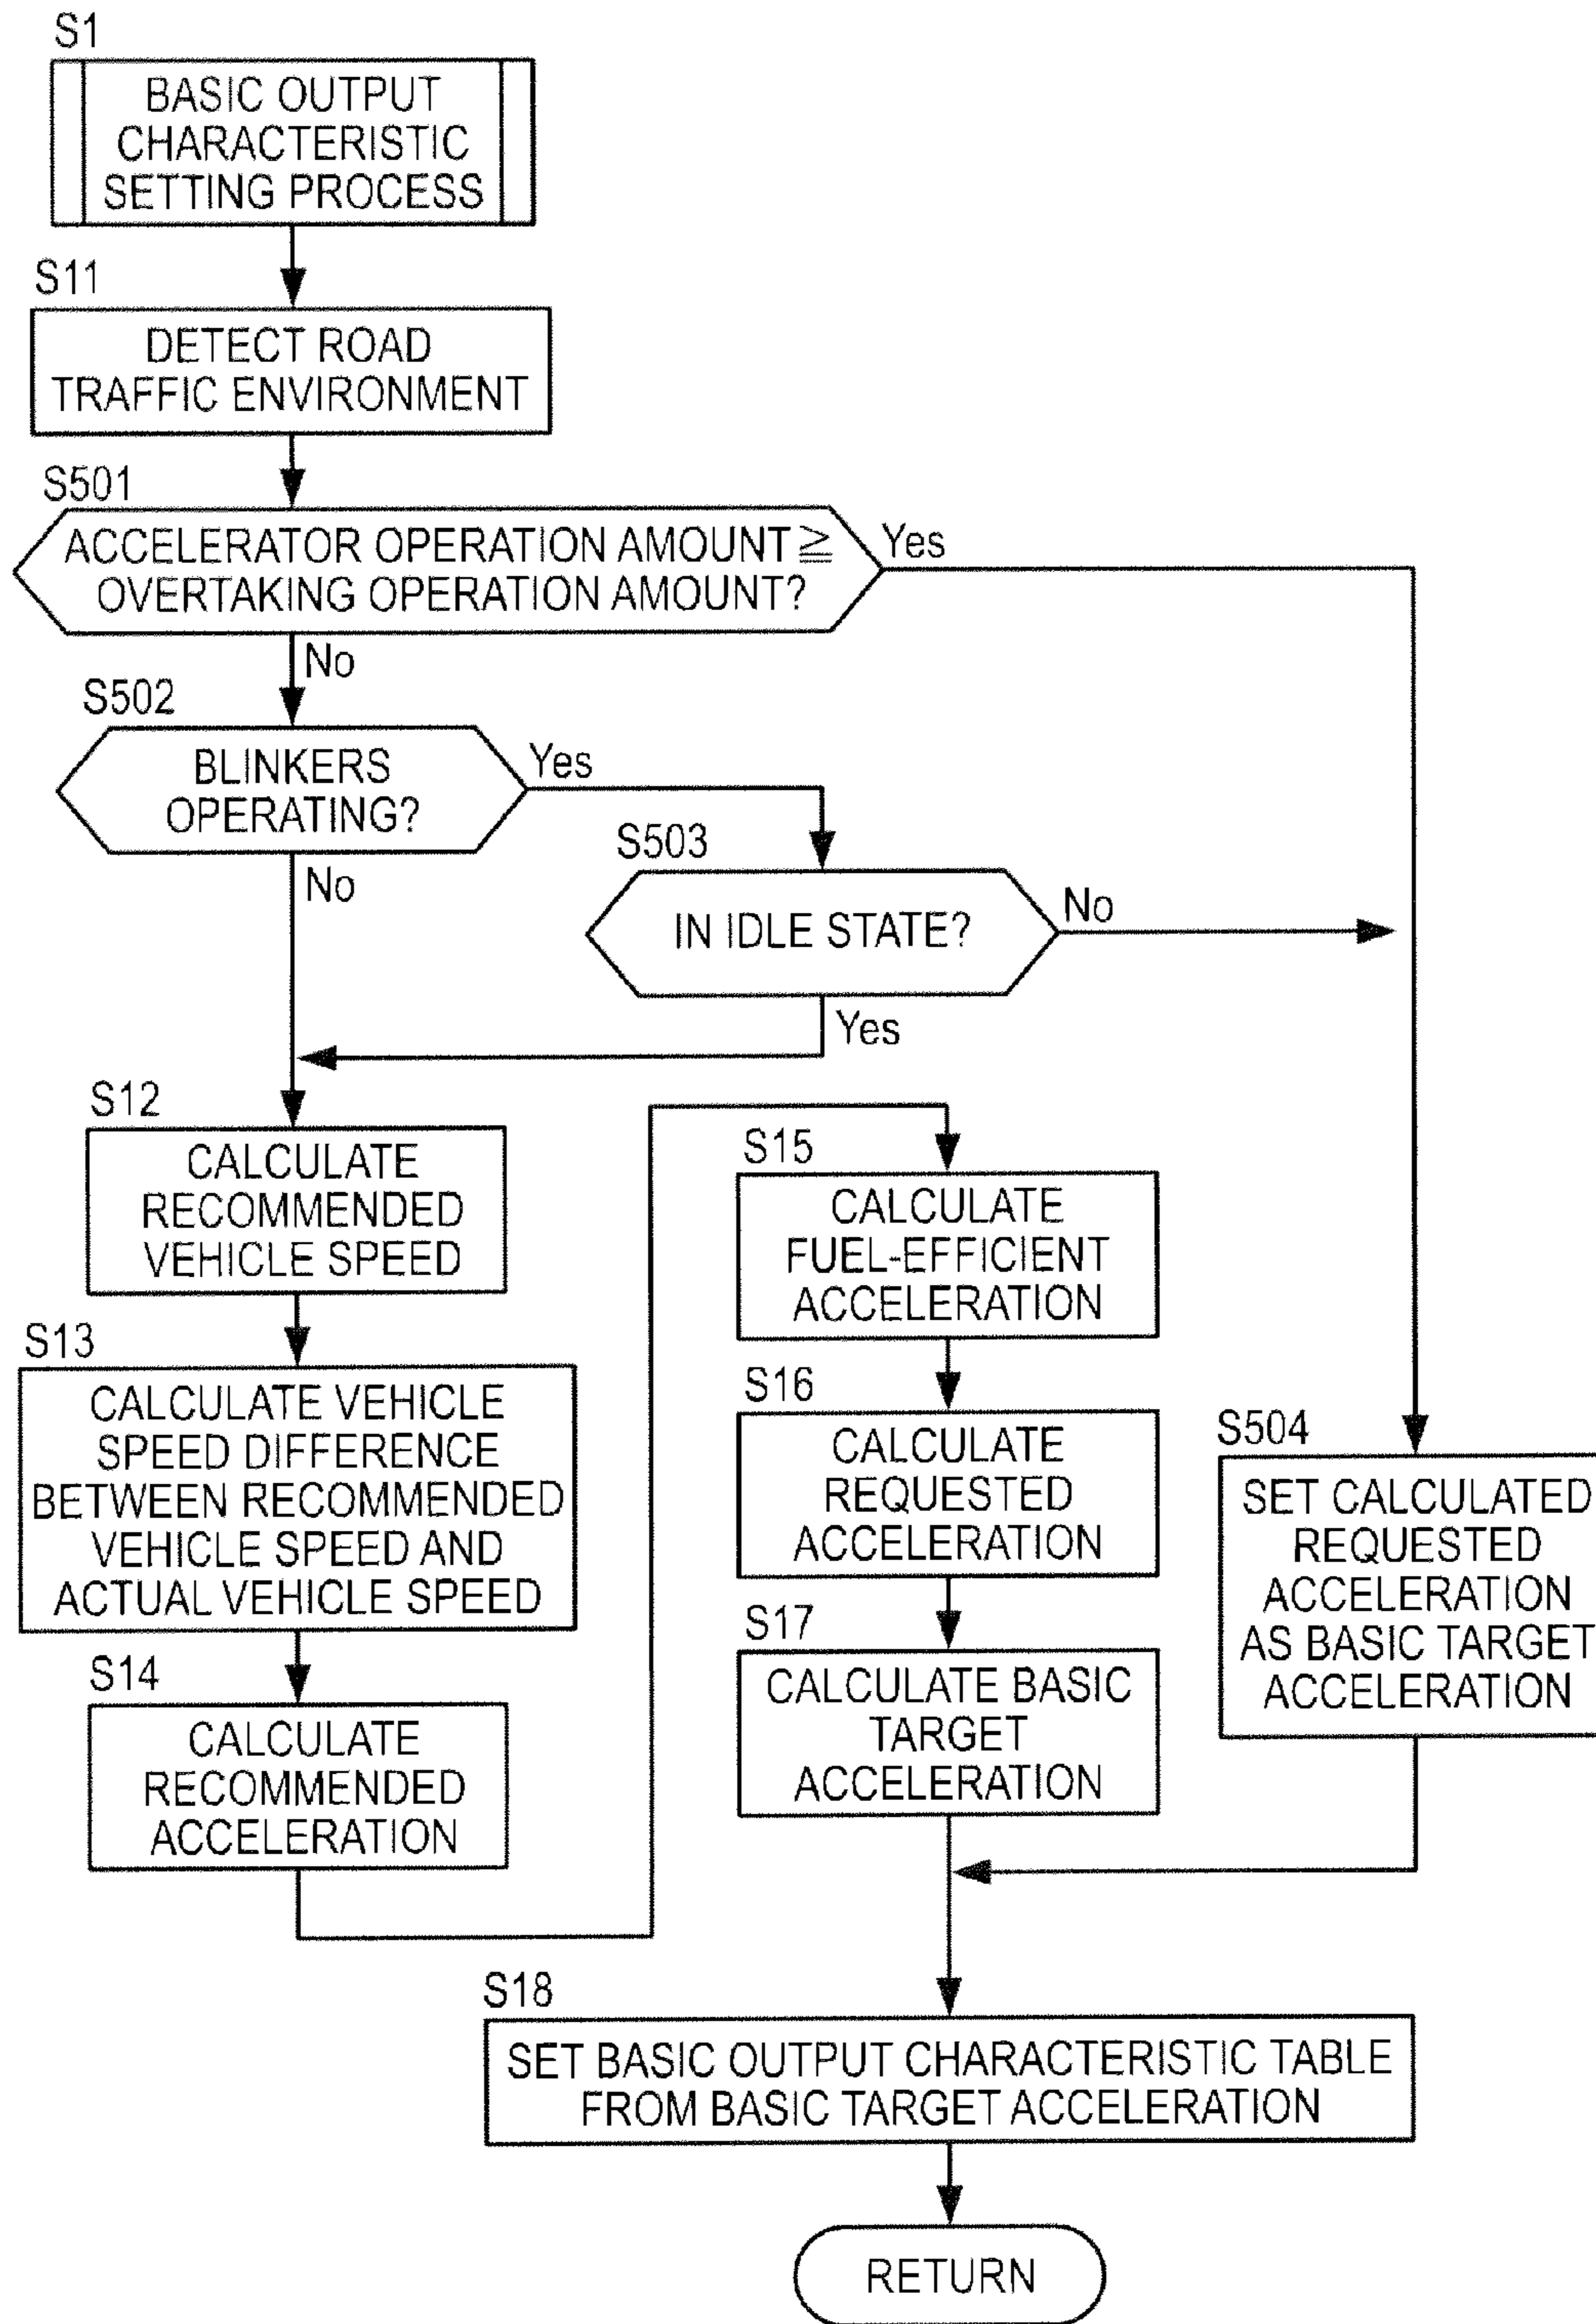 S1
BASIC OUTPUT
CHARACTERISTIC
SETTING PROCESS
S11
DETECT ROAD
TRAFFIC ENVIRONMENT
S501
ACCELERATOR OPERATION AMOUNT ≧
OVERTAKING OPERATION AMOUNT?
Yes
No
S502
BLINKERS
OPERATING?
Yes
No
S503
IN IDLE STATE?
No
Yes
S12
CALCULATE
RECOMMENDED
VEHICLE SPEED
S13
CALCULATE VEHICLE
SPEED DIFFERENCE
BETWEEN RECOMMENDED
VEHICLE SPEED AND
ACTUAL VEHICLE SPEED
S14
CALCULATE
RECOMMENDED
ACCELERATION
S15
CALCULATE
FUEL-EFFICIENT
ACCELERATION
S16
CALCULATE
REQUESTED
ACCELERATION
S17
CALCULATE BASIC
TARGET
ACCELERATION
S504
SET CALCULATED
REQUESTED
ACCELERATION
AS BASIC TARGET
ACCELERATION
S18
SET BASIC OUTPUT CHARACTERISTIC TABLE
FROM BASIC TARGET ACCELERATION
RETURN